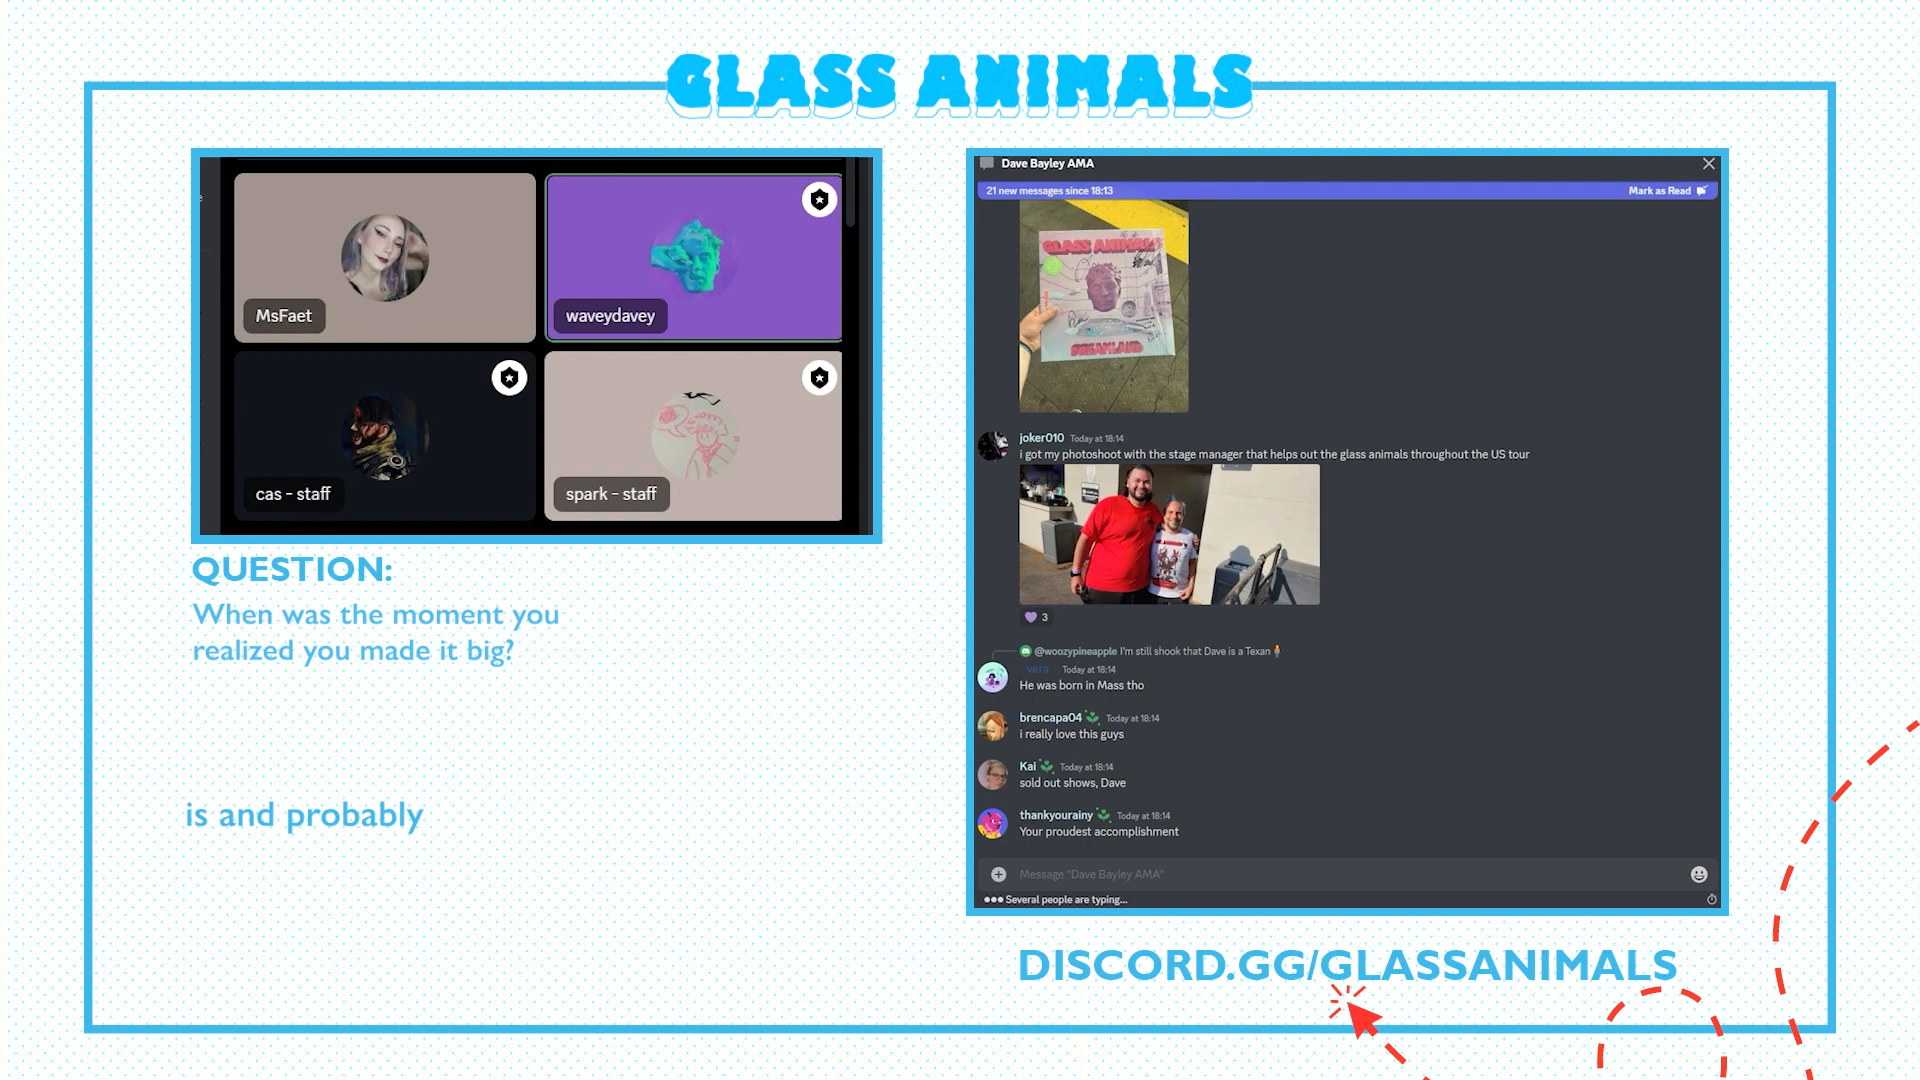 GLASS ANIMALS
MsFaet
waveydavey
cas - staff
spark - staff
QUESTION:
When was the moment you
realized you made it big?
is and probably
Dave Bayley AMA
21 new messages since 18:13
Mark as Read
GLASS ANIMALS
DREAMLAND
joker010 Today at 18:14
i got my photoshoot with the stage manager that helps out the glass animals throughout the US tour
3
@woozypineapple I'm still shook that Dave is a Texan
vera Today at 18:14
He was born in Mass tho
brencapa04 Today at 18:14
i really love this guys
Kai Today at 18:14
sold out shows, Dave
thankyourainy Today at 18:14
Your proudest accomplishment
Message "Dave Bayley AMA"
Several people are typing...
DISCORD.GG/GLASSANIMALS